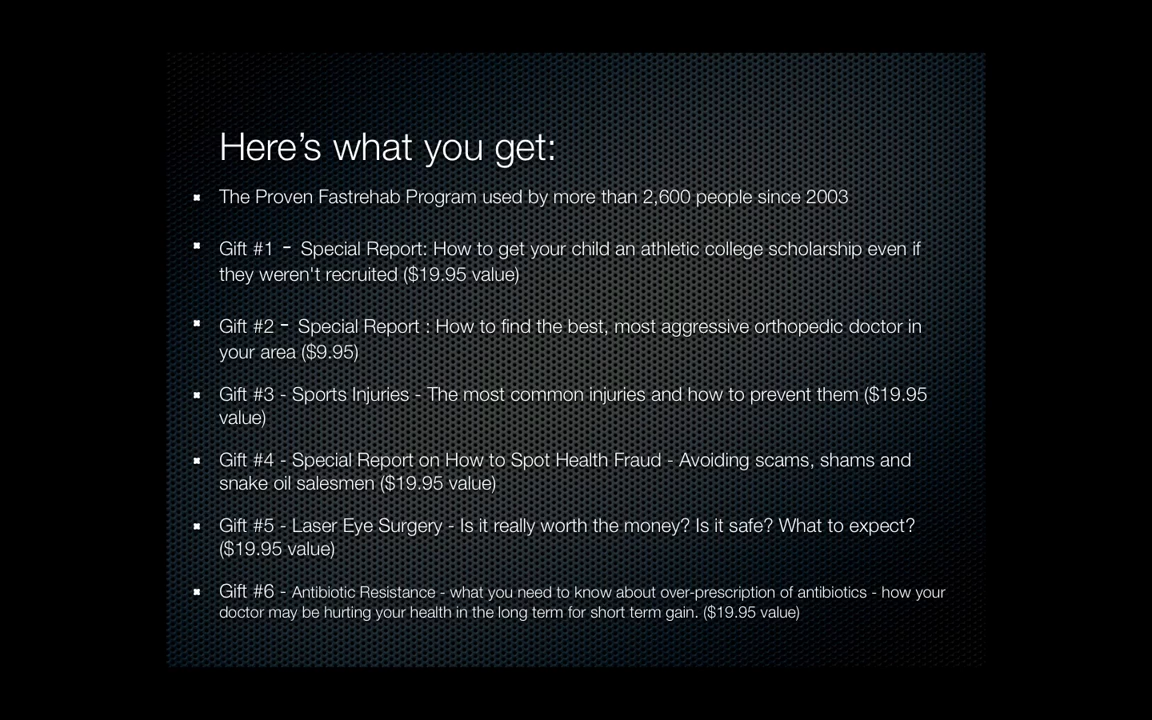 Here’s what you get:
The Proven Fastrehab Program used by more than 2,600 people since 2003
Gift #1 - Special Report: How to get your child an athletic college scholarship even if
they weren't recruited ($19.95 value)
Gift #2 - Special Report : How to find the best, most aggressive orthopedic doctor in
your area ($9.95)
Gift #3 - Sports Injuries - The most common injuries and how to prevent them ($19.95
value)
Gift #4 - Special Report on How to Spot Health Fraud - Avoiding scams, shams and
snake oil salesmen ($19.95 value)
Gift #5 - Laser Eye Surgery - Is it really worth the money? Is it safe? What to expect?
($19.95 value)
Gift #6 - Antibiotic Resistance - what you need to know about over-prescription of antibiotics - how your
doctor may be hurting your health in the long term for short term gain. ($19.95 value)